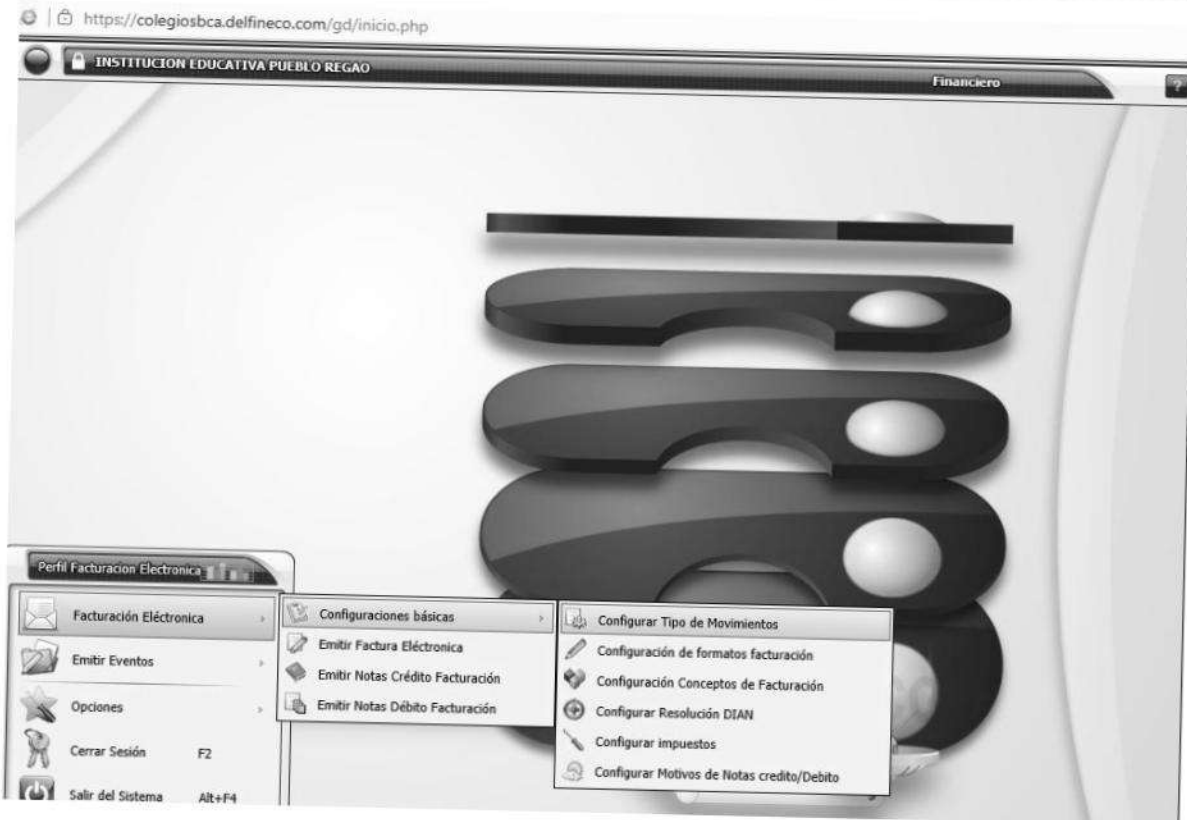 https://colegiosbca.delfineco.com/gd/inicio.php
INSTITUCION EDUCATIVA PUEBLO REGAO
Financiero
?
Perfil Facturacion Electronica
Facturación Eléctronica
Emitir Eventos
Opciones
Cerrar Sesión F2
Salir del Sistema Alt+F4
Configuraciones básicas
Emitir Factura Eléctronica
Emitir Notas Crédito Facturación
Emitir Notas Débito Facturación
Configurar Tipo de Movimientos
Configuración de formatos facturación
Configuración Conceptos de Facturación
Configurar Resolución DIAN
Configurar impuestos
Configurar Motivos de Notas credito/Debito